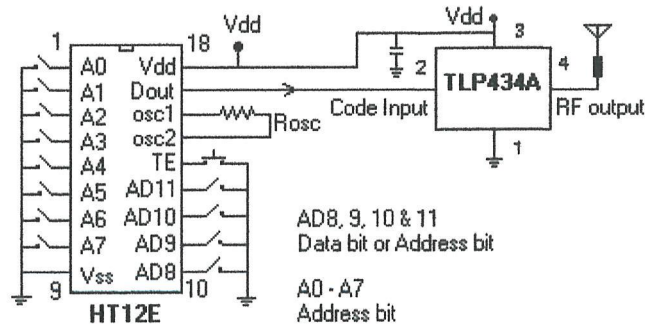 1
18
Vdd
Vdd
3
A0
Vdd
2
TLP434A
4
A1
Dout
Code Input
RF output
A2
osc1
Rosc
A3
osc2
1
A4
TE
A5
AD11
A6
AD10
AD8, 9, 10 & 11
A7
AD9
Data bit or Address bit
Vss
AD8
9
10
A0 - A7
HT12E
Address bit